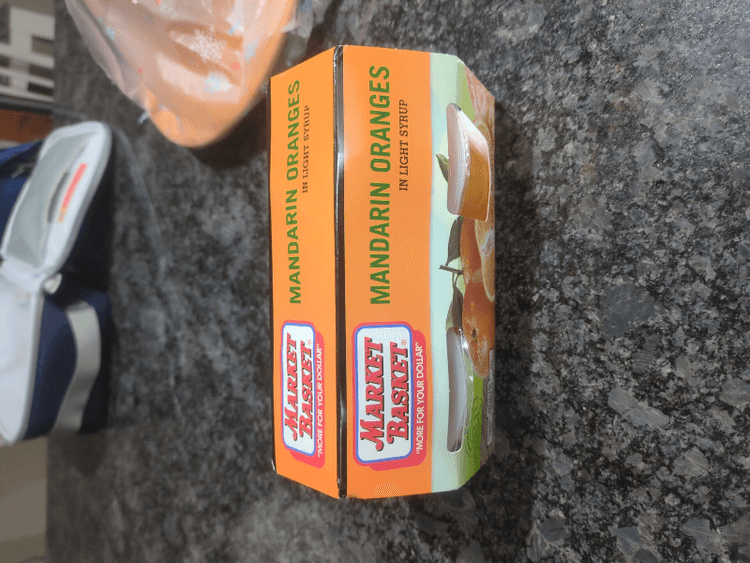 MANDARIN ORANGES
IN LIGHT SYRUP
MARKET
BASKET®
"MORE FOR YOUR DOLLAR"
MANDARIN ORANGES
IN LIGHT SYRUP
MARKET
BASKET®
"MORE FOR YOUR DOLLAR"